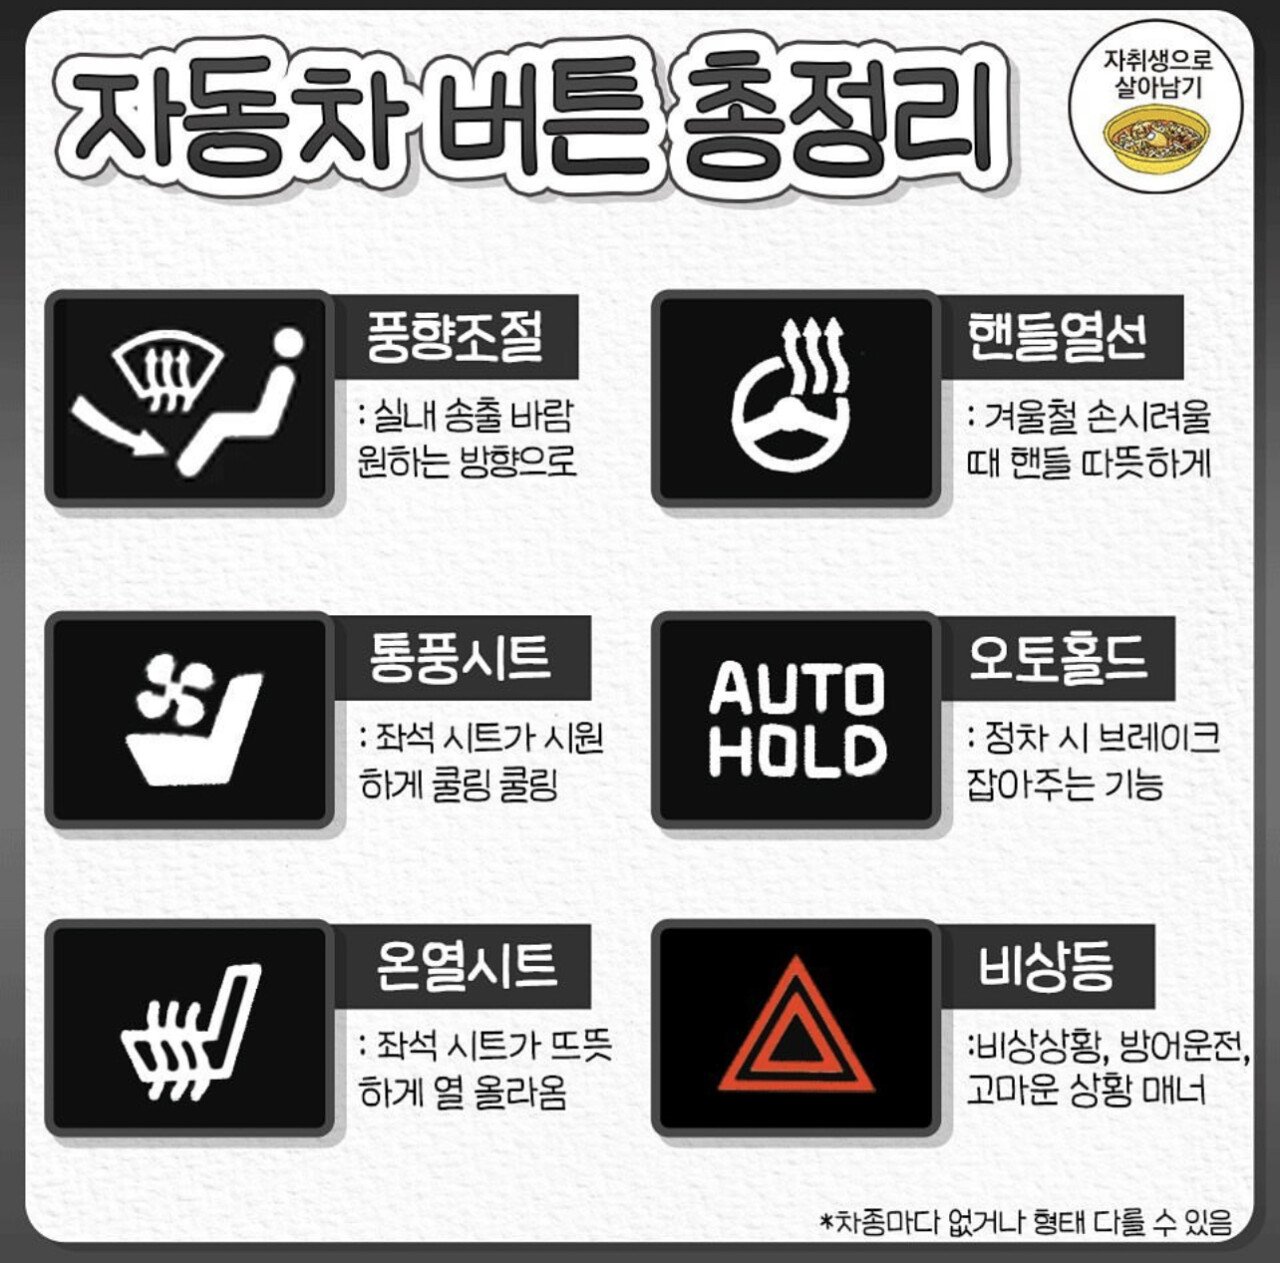 자동차 버튼 총정리
자취생으로
살아남기
풍향조절
: 실내 송출 바람
원하는 방향으로
핸들열선
: 겨울철 손시려울
때 핸들 따뜻하게
통풍시트
: 좌석 시트가 시원
하게 쿨링 쿨링
AUTO
HOLD
오토홀드
: 정차 시 브레이크
잡아주는 기능
온열시트
: 좌석 시트가 뜨뜻
하게 열 올라옴
비상등
:비상상황, 방어운전,
고마운 상황 매너
*차종마다 없거나 형태 다를 수 있음